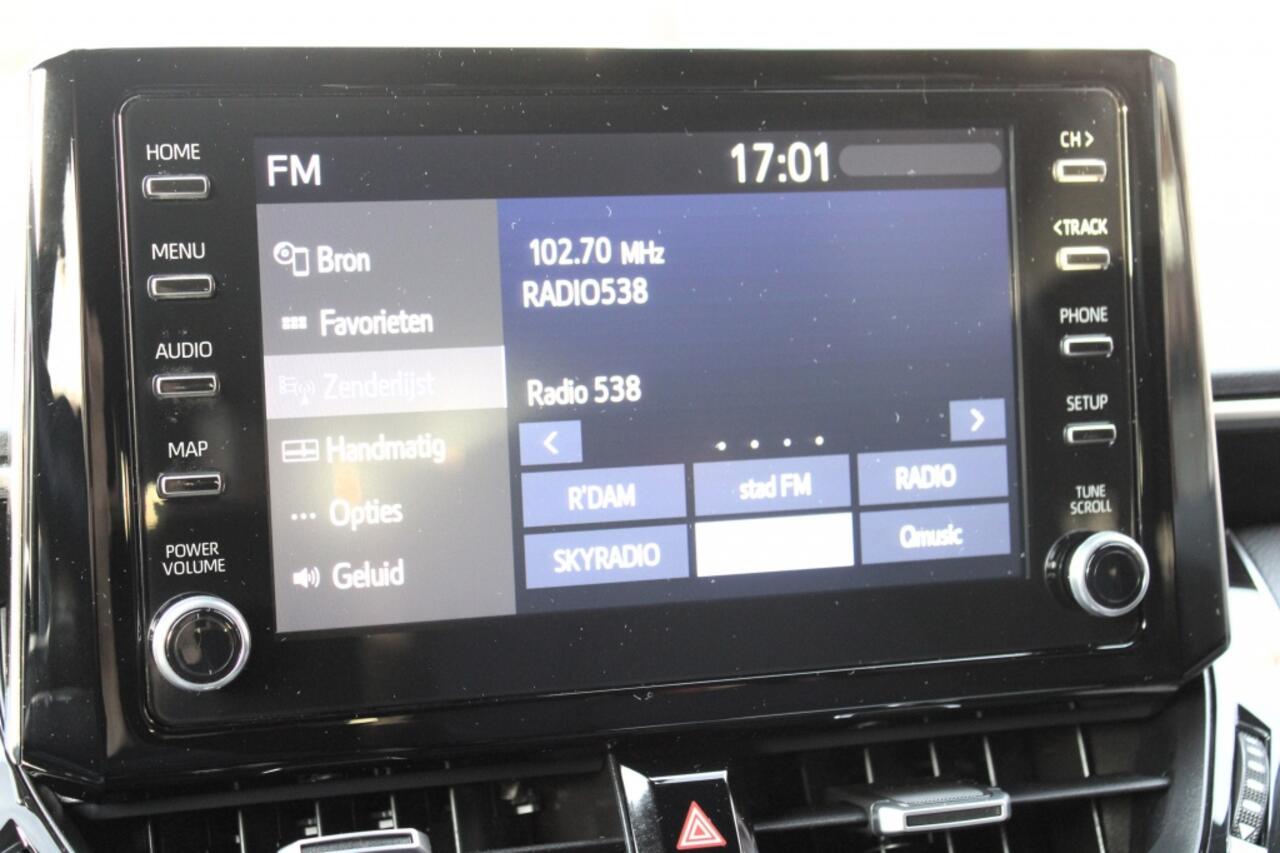 HOME
MENU
AUDIO
MAP
POWER
VOLUME
FM
17:01
Bron
Favorieten
Zenderlijst
Handmatig
... Opties
Geluid
102.70 MHz
RADIO538
Radio 538
<
>
R'DAM
stad FM
RADIO
SKYRADIO
Qmusic
CH >
<TRACK
PHONE
SETUP
TUNE
SCROLL